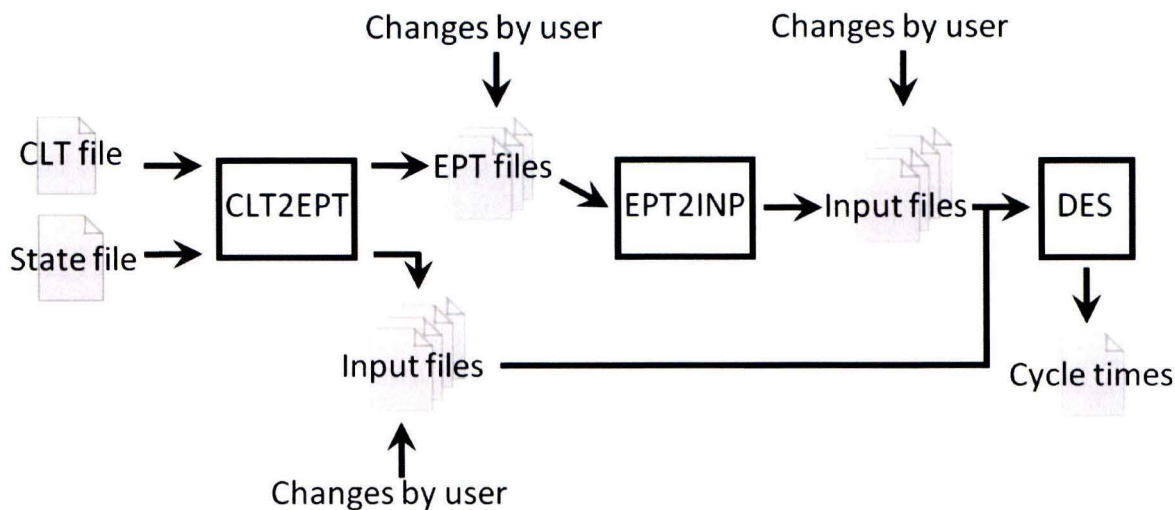 Changes by user
Changes by user
CLT file
CLT2EPT
EPT files
EPT2INP
Input files
DES
State file
Input files
Cycle times
Changes by user